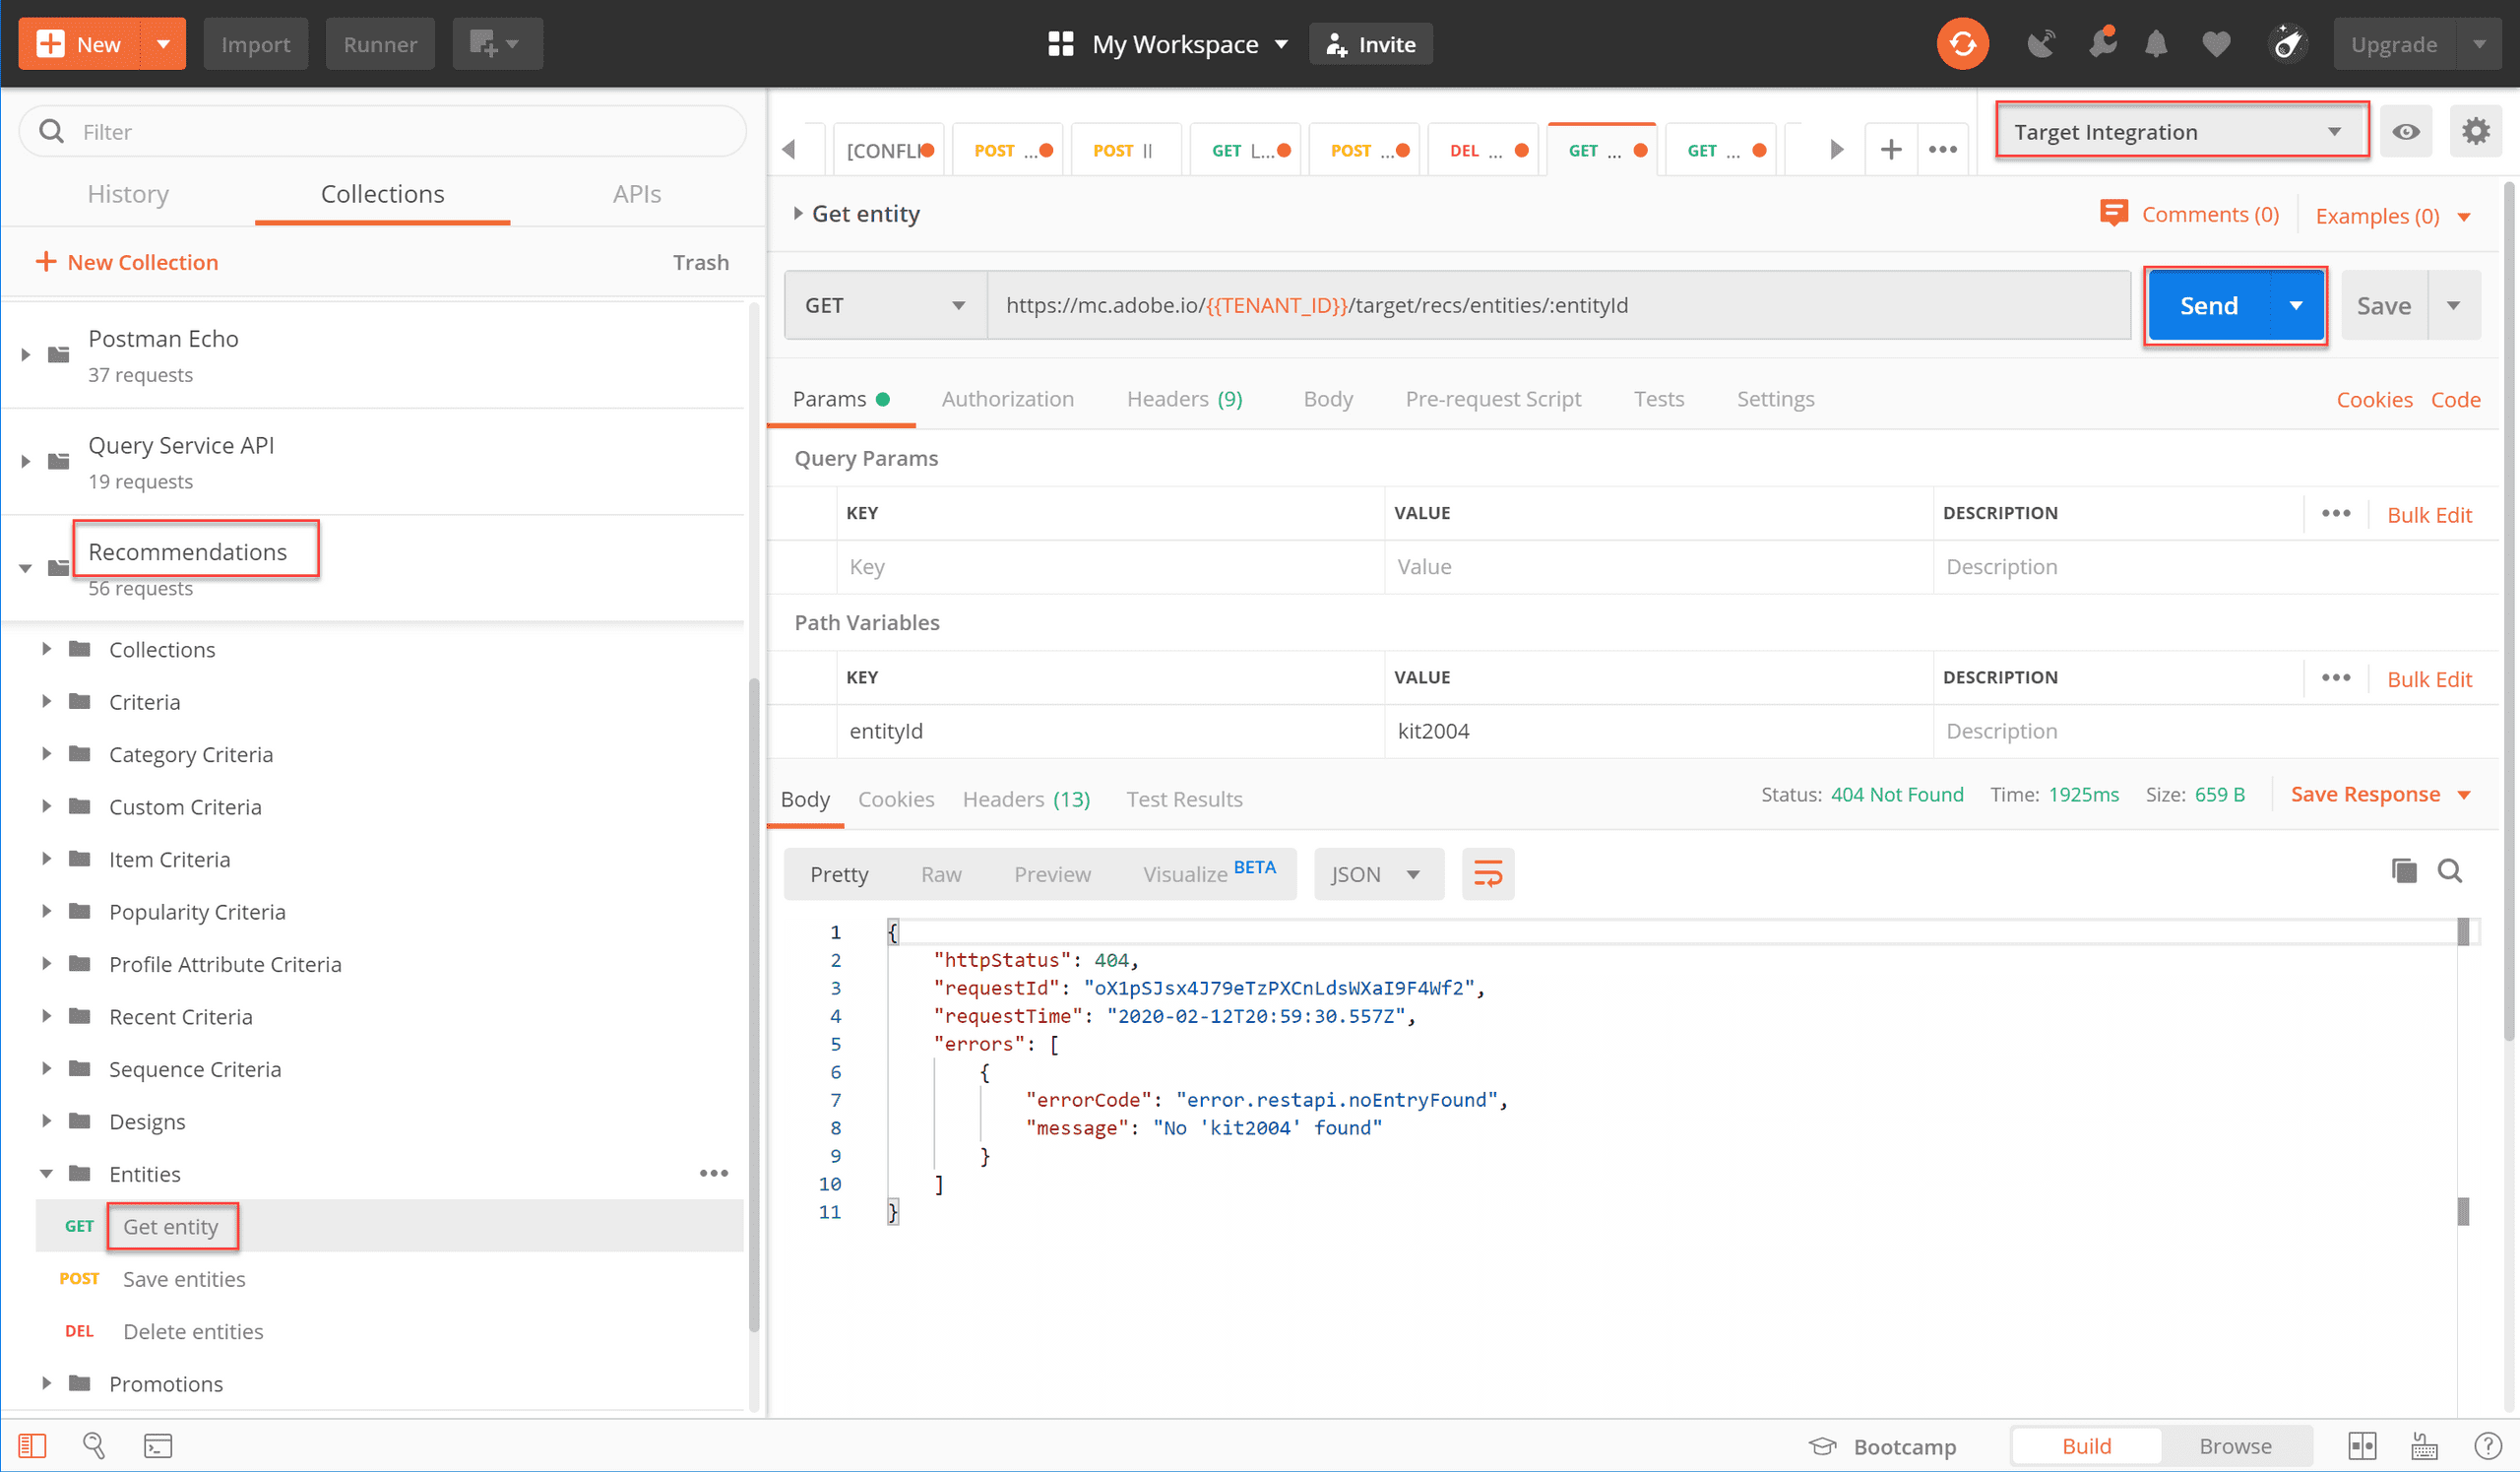 New Import Runner My Workspace Invite Upgrade
Filter
History Collections APIs
+ New Collection Trash
Postman Echo
37 requests
Query Service API
19 requests
Recommendations
56 requests
Collections
Criteria
Category Criteria
Custom Criteria
Item Criteria
Popularity Criteria
Profile Attribute Criteria
Recent Criteria
Sequence Criteria
Designs
Entities •••
GET Get entity
POST Save entities
DEL Delete entities
Promotions
[CONFLI POST ... POST || GET L... POST ... DEL ... GET ... GET ... + •••
Target Integration
Get entity Comments (0) Examples (0)
GET https://mc.adobe.io/{{TENANT_ID}}/target/recs/entities/:entityId Send Save
Params Authorization Headers (9) Body Pre-request Script Tests Settings Cookies Code
Query Params
KEY VALUE DESCRIPTION ••• Bulk Edit
Key Value Description
Path Variables
KEY VALUE DESCRIPTION ••• Bulk Edit
entityId kit2004 Description
Body Cookies Headers (13) Test Results Status: 404 Not Found Time: 1925ms Size: 659 B Save Response
Pretty Raw Preview Visualize BETA JSON
1 {
2 "httpStatus": 404,
3 "requestId": "oX1pSJsx4J79eTzPXCnLdsWXaI9F4Wf2",
4 "requestTime": "2020-02-12T20:59:30.557Z",
5 "errors": [
6 {
7 "errorCode": "error.restapi.noEntryFound",
8 "message": "No 'kit2004' found"
9 }
10 ]
11 }
Bootcamp Build Browse